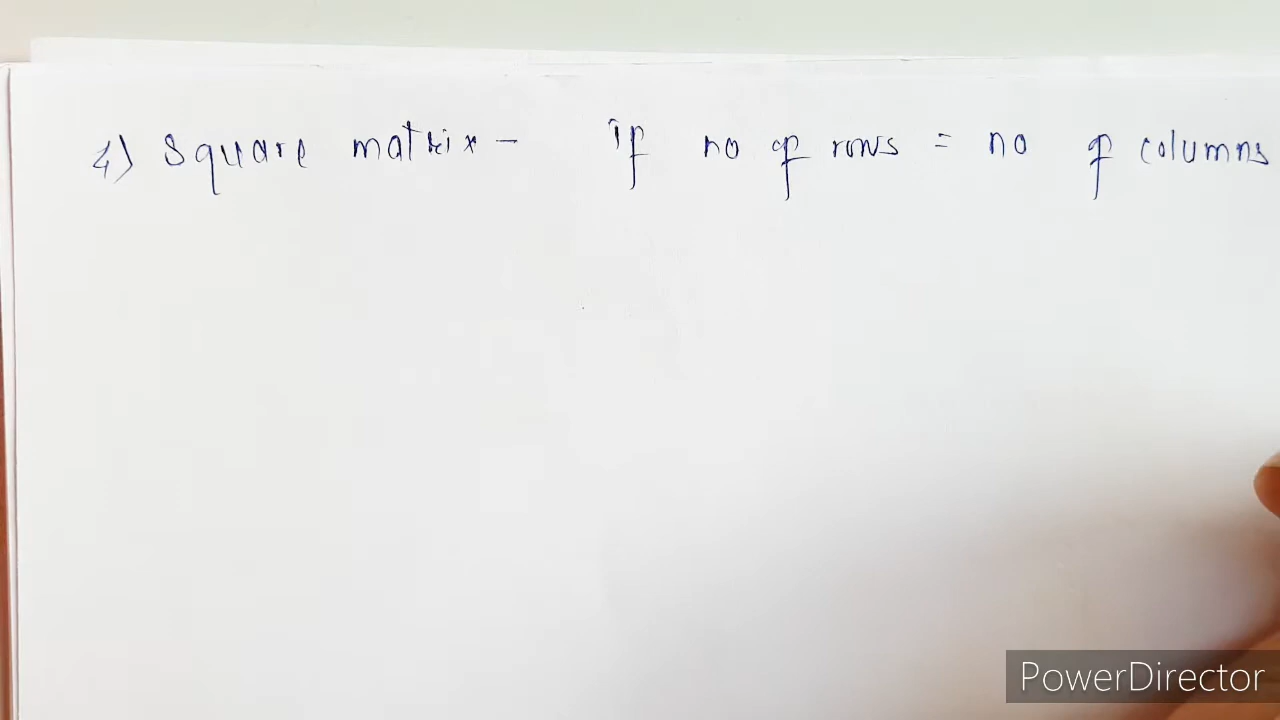 4) Square matrix - if no of rows = no of columns
PowerDirector